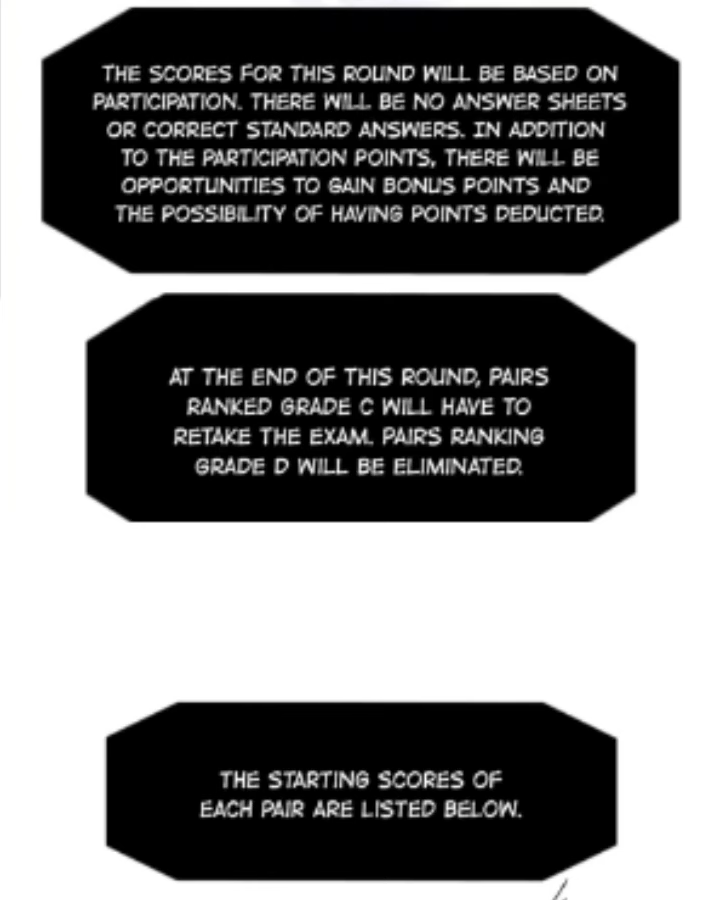 THE SCORES FOR THIS ROUND WILL BE BASED ON
PARTICIPATION. THERE WILL BE NO ANSWER SHEETS
OR CORRECT STANDARD ANSWERS. IN ADDITION
TO THE PARTICIPATION POINTS, THERE WILL BE
OPPORTUNITIES TO GAIN BONUS POINTS AND
THE POSSIBILITY OF HAVING POINTS DEDUCTED.
AT THE END OF THIS ROUND, PAIRS
RANKED GRADE C WILL HAVE TO
RETAKE THE EXAM. PAIRS RANKING
GRADE D WILL BE ELIMINATED.
THE STARTING SCORES OF
EACH PAIR ARE LISTED BELOW.